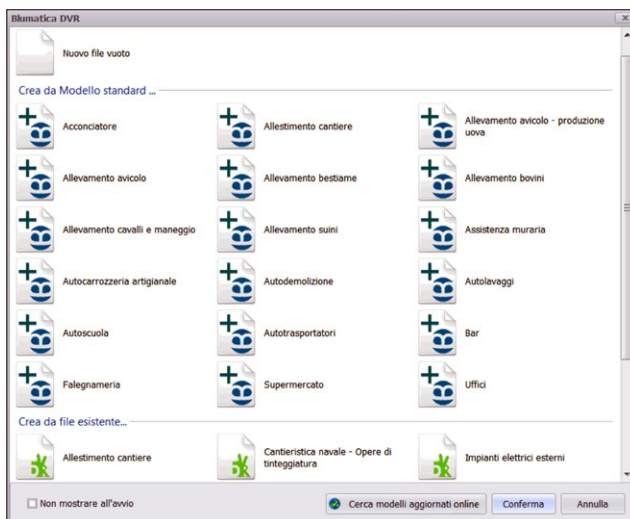 Blumatica DVR
Nuovo file vuoto
Crea da Modello standard ...
Acconciatore
Allestimento cantiere
Allevamento avicolo - produzione
uova
Allevamento avicolo
Allevamento bestiame
Allevamento bovini
Allevamento cavalli e maneggio
Allevamento suini
Assistenza muraria
Autocarrozzeria artigianale
Autodemolizione
Autolavaggi
Autoscuola
Autotrasportatori
Bar
Falegnameria
Supermercato
Uffici
Crea da file esistente...
Allestimento cantiere
Cantieristica navale - Opere di
tinteggiatura
Impianti elettrici esterni
Non mostrare all'avvio
Cerca modelli aggiornati online
Conferma
Annulla